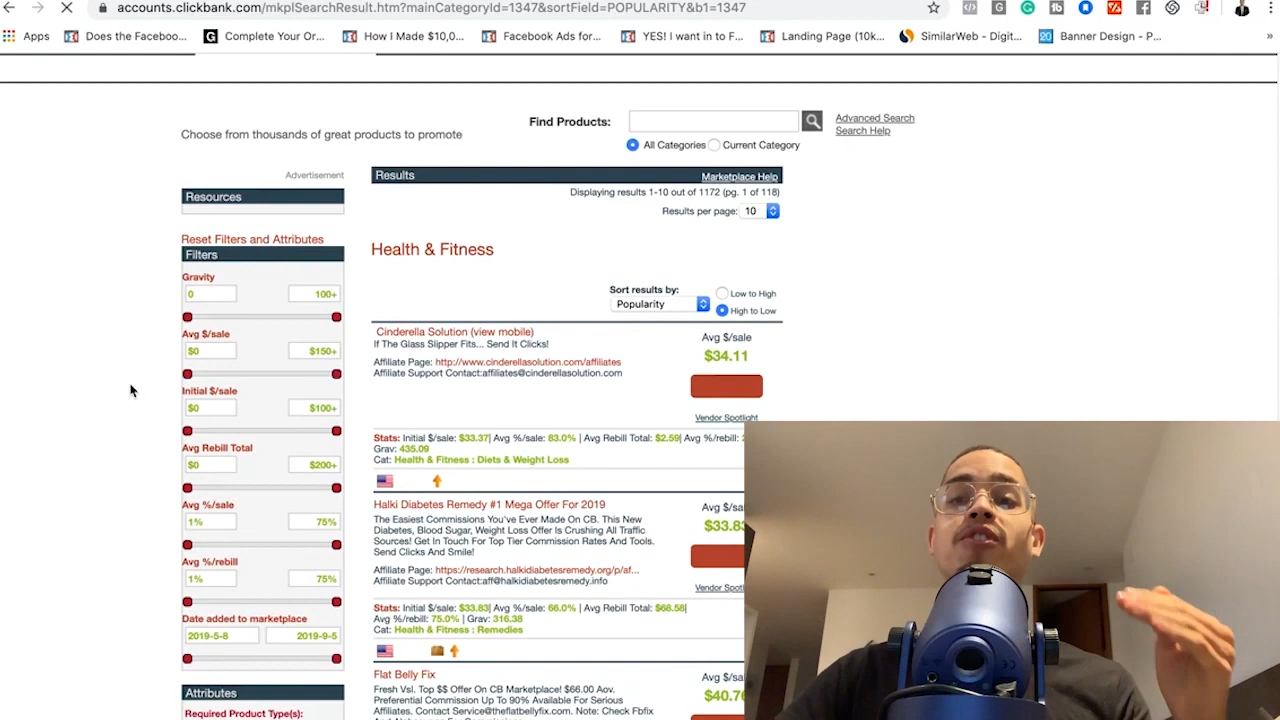 accounts.clickbank.com/mkplSearchResult.htm?mainCategoryId=1347&sortField=POPULARITY&b1=1347
Apps
Does the Faceboo...
Complete Your Or...
How I Made $10,0...
Facebook Ads for...
YES! I want in to F...
Landing Page (10k...
SimilarWeb - Digit...
20
Banner Design - P...
»
Choose from thousands of great products to promote
Find Products:
Advanced Search
Search Help
All Categories
Current Category
Advertisement
Resources
Reset Filters and Attributes
Filters
Gravity
0
100+
Avg $/sale
$0
$150+
Initial $/sale
$0
$100+
Avg Rebill Total
$0
$200+
Avg %/sale
1%
75%
Avg %/rebill
1%
75%
Date added to marketplace
2019-5-8
2019-9-5
Attributes
Required Product Type(s):
Results
Marketplace Help
Displaying results 1-10 out of 1172 (pg. 1 of 118)
Results per page: 10
Health & Fitness
Sort results by:
Popularity
Low to High
High to Low
Cinderella Solution (view mobile)
If The Glass Slipper Fits... Send It Clicks!
Affiliate Page: http://www.cinderellasolution.com/affiliates
Affiliate Support Contact:affiliates@cinderellasolution.com
Avg $/sale
$34.11
Vendor Spotlight
Stats: Initial $/sale: $33.37| Avg %/sale: 83.0% | Avg Rebill Total: $2.59| Avg %/rebill:
Grav: 435.09
Cat: Health & Fitness : Diets & Weight Loss
Halki Diabetes Remedy #1 Mega Offer For 2019
The Easiest Commissions You've Ever Made On CB. This New
Diabetes, Blood Sugar, Weight Loss Offer Is Crushing All Traffic
Sources! Get In Touch For Top Tier Commission Rates And Tools.
Send Clicks And Smile!
Affiliate Page: https://research.halkidiabetesremedy.org/p/af...
Affiliate Support Contact:aff@halkidiabetesremedy.info
Avg $/sa
$33.83
Vendor Spotl
Stats: Initial $/sale: $33.83| Avg %/sale: 66.0% | Avg Rebill Total: $68.58|
Avg %/rebill: 75.0% | Grav: 316.38
Cat: Health & Fitness : Remedies
Flat Belly Fix
Fresh Vsl. Top $$ Offer On CB Marketplace! $66.00 Aov.
Preferential Commission Up To 90% Available For Serious
Affiliates. Contact Service@theflatbellyfix.com. Note: Check Fbfix
Avg $/sa
$40.76